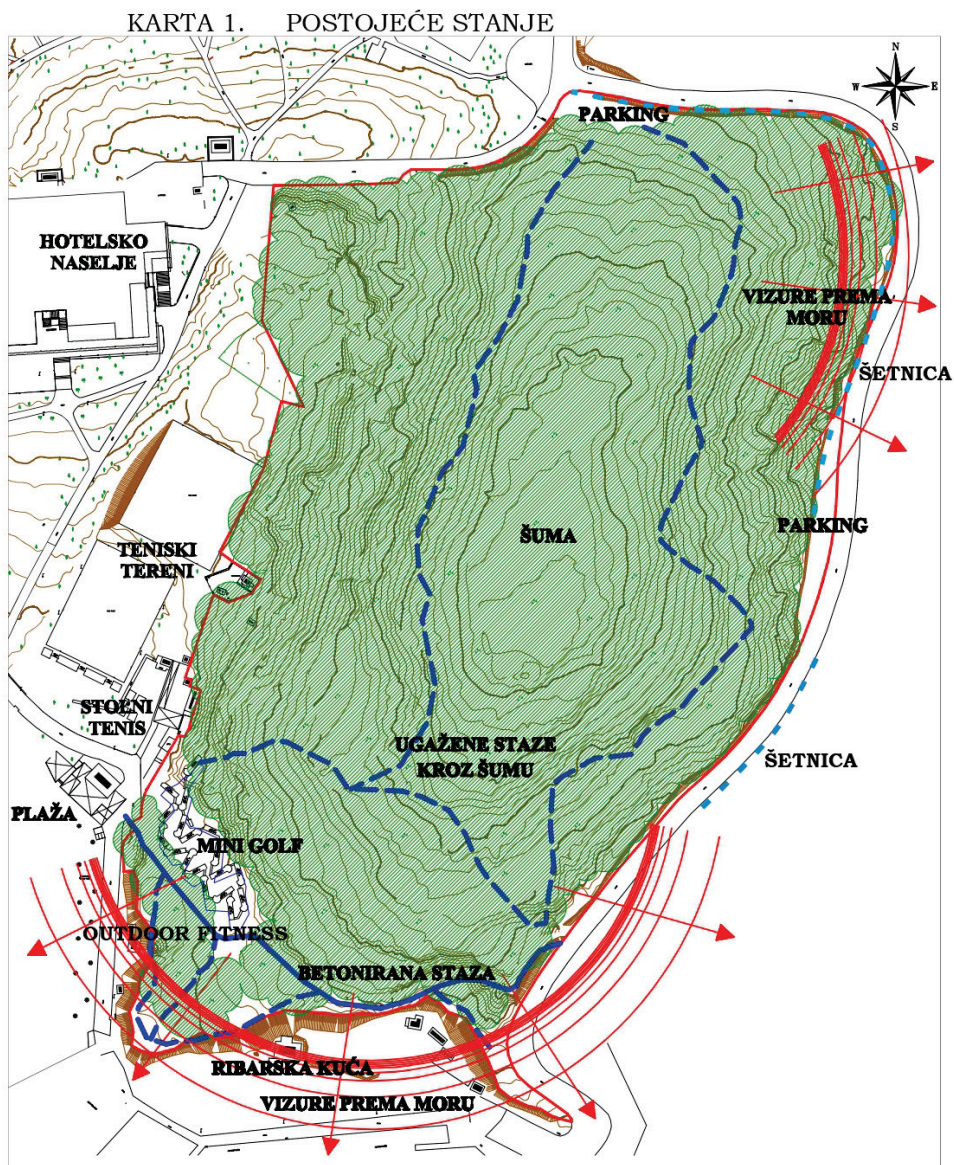 KARTA 1. POSTOJEĆE STANJE
N
W E
S
PARKING
HOTELSKO
NASELJE
VIZURE PREMA
MORU
ŠETNICA
PARKING
ŠUMA
TENISKI
TERENI
STOLNI
TENIS
UGAŽENE STAZE
KROZ ŠUMU
ŠETNICA
PLAŽA
MINI GOLF
OUTDOOR FITNESS
BETONIRANA STAZA
RIBARSKA KUĆA
VIZURE PREMA MORU